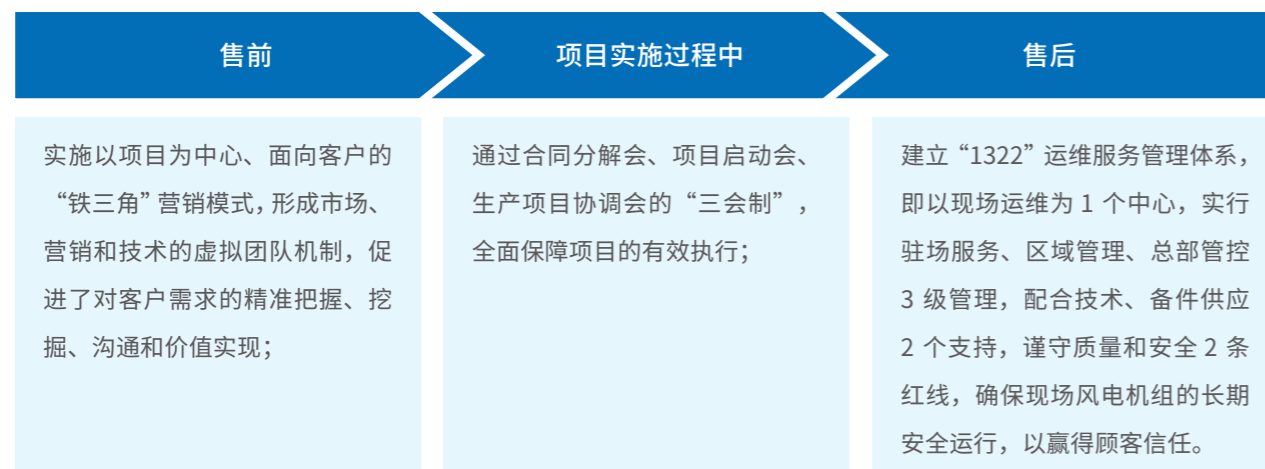 售前
实施以项目为中心、面向客户的
“铁三角”营销模式，形成市场、
营销和技术的虚拟团队机制，促
进了对客户需求的精准把握、挖
掘、沟通和价值实现；
项目实施过程中
通过合同分解会、项目启动会、
生产项目协调会的“三会制”，
全面保障项目的有效执行；
售后
建立“1322”运维服务管理体系，
即以现场运维为 1 个中心，实行
驻场服务、区域管理、总部管控
3 级管理，配合技术、备件供应
2 个支持，谨守质量和安全 2 条
红线，确保现场风电机组的长期
安全运行，以赢得顾客信任。